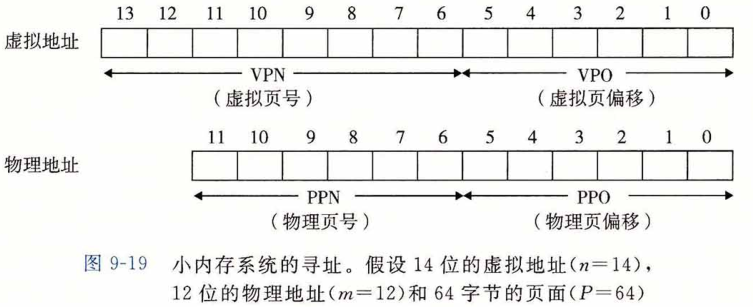 13 12 11 10 9 8 7 6 5 4 3 2 1 0
虚拟地址
VPN VPO
(虚拟页号) (虚拟页偏移)
11 10 9 8 7 6 5 4 3 2 1 0
物理地址
PPN PPO
(物理页号) (物理页偏移)
图 9-19 小内存系统的寻址。假设 14 位的虚拟地址(n=14),
12 位的物理地址(m=12)和 64 字节的页面(P=64)